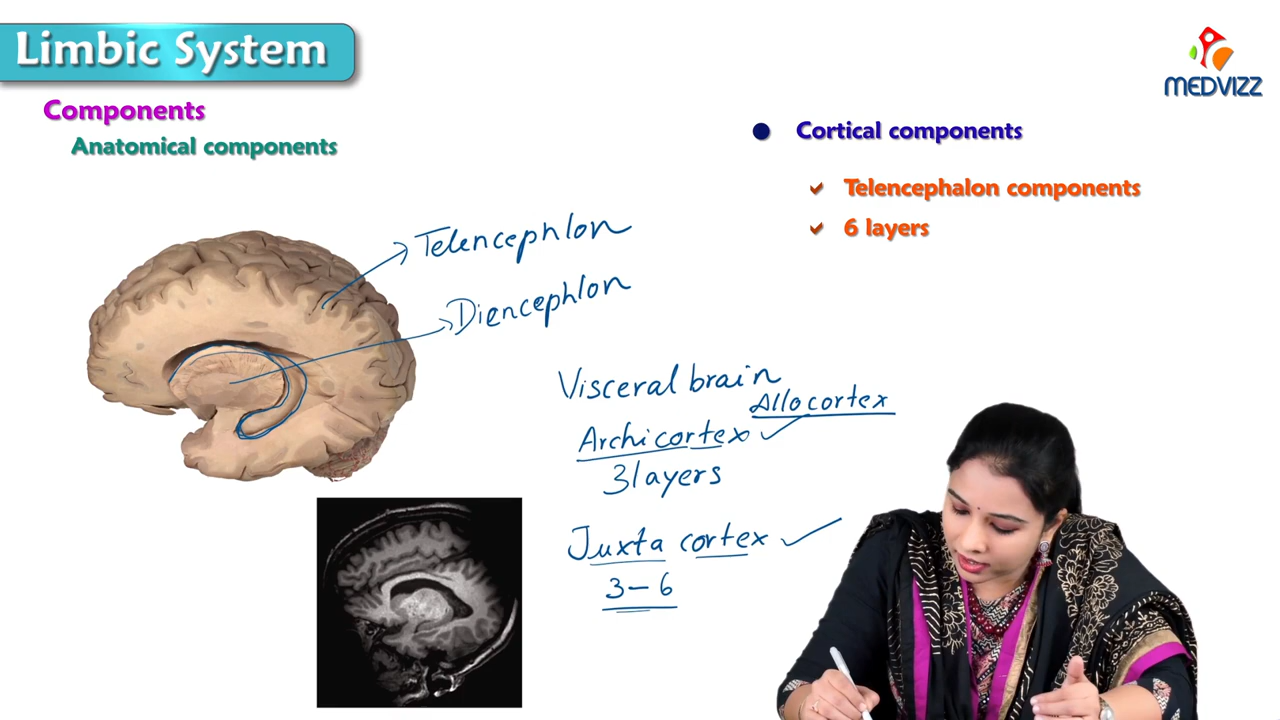 Limbic System
MEDVIZZ
Components
Anatomical components
Cortical components
Telencephalon components
6 layers
Telencephlon
Diencephlon
Visceral brain
Allocortex
Archicortex
3 layers
Juxta cortex
3-6